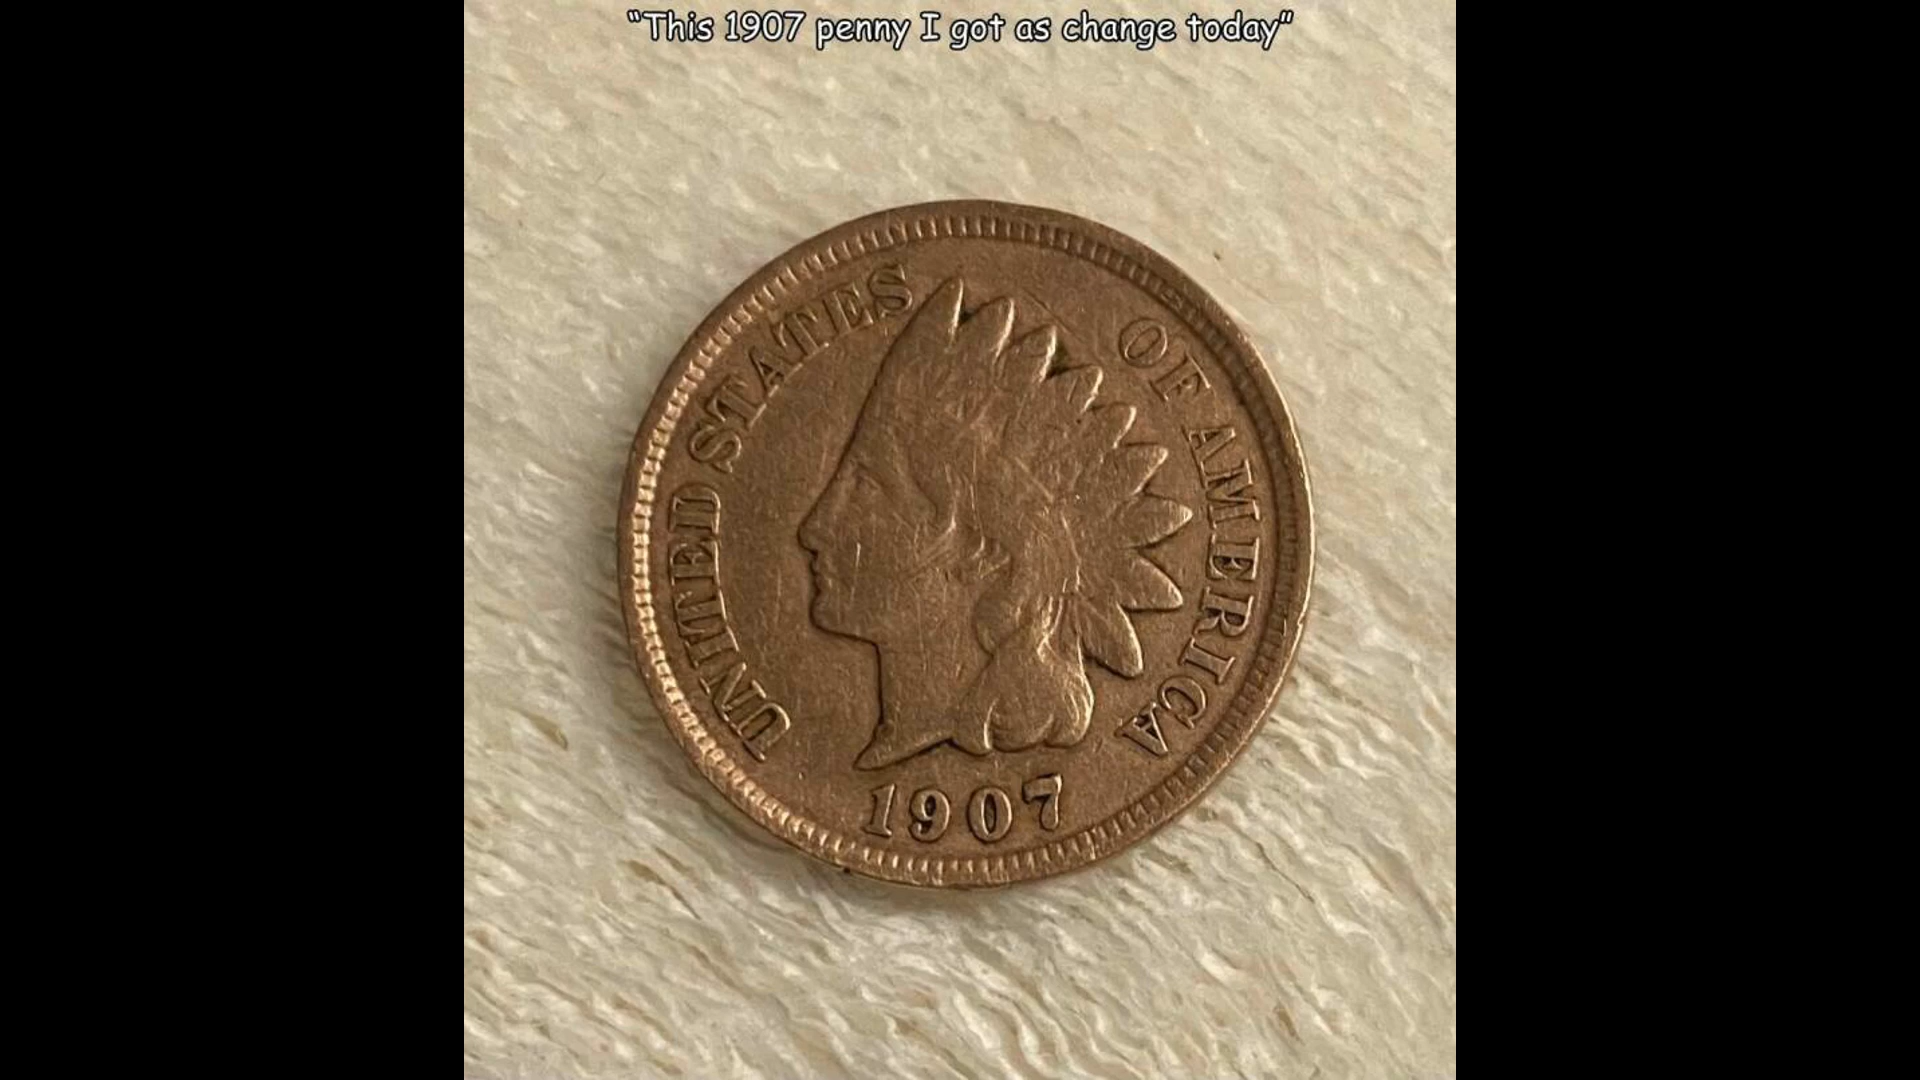 “This 1907 penny I got as change today”
UNITED STATES OF AMERICA
1907